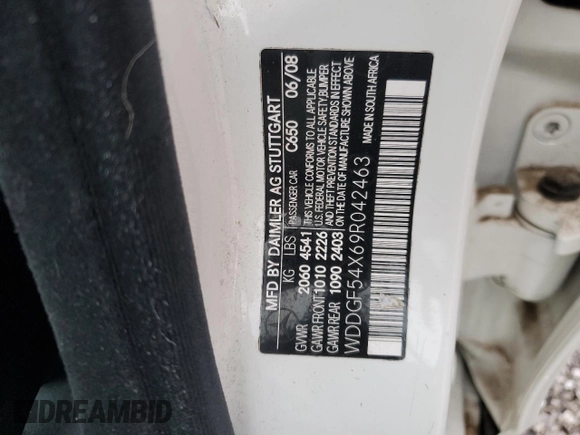 MFD BY DAIMLER AG STUTTGART
PASSENGER CAR C650 06/08
KG LBS
GVWR 2060 4541
GAWR FRONT 1010 2226
GAWR REAR 1090 2403
THIS VEHICLE CONFORMS TO ALL APPLICABLE
U.S. FEDERAL MOTOR VEHICLE SAFETY, BUMPER
AND THEFT PREVENTION STANDARDS IN EFFECT
ON THE DATE OF MANUFACTURE SHOWN ABOVE
WDDGF54X69R042463
MADE IN SOUTH AFRICA
DREAMBID